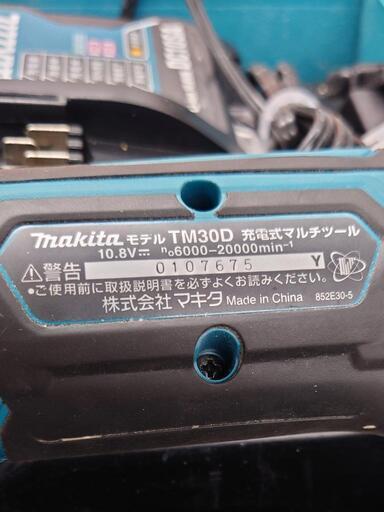 makita モデル TM30D 充電式マルチツール
10.8V⎓ n₀6000-20000min⁻¹
⚠警告 0107675 Y
・ご使用前に取扱説明書を必ずよくお読みください。
株式会社マキタ Made in China 852E30-5